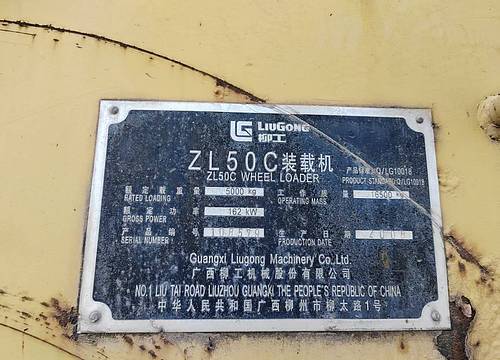 LIUGONG
柳工
ZL50C装载机
ZL50C WHEEL LOADER
产品标准号:Q/LG10018
PRODUCT STANDARD:Q/LG10018
额定载重量 5000 kg 工作质量 16500 kg
RATED LOADING OPERATING MASS
额定功率 162 kW
GROSS POWER
产品编号 生产日期
SERIAL NUMBER PRODUCTION DATE
Guangxi Liugong Machinery Co.Ltd.
广西柳工机械股份有限公司
NO.1 LIU TAI ROAD LIUZHOU GUANGXI THE PEOPLE'S REPUBLIC OF CHINA
中华人民共和国广西柳州市柳太路1号